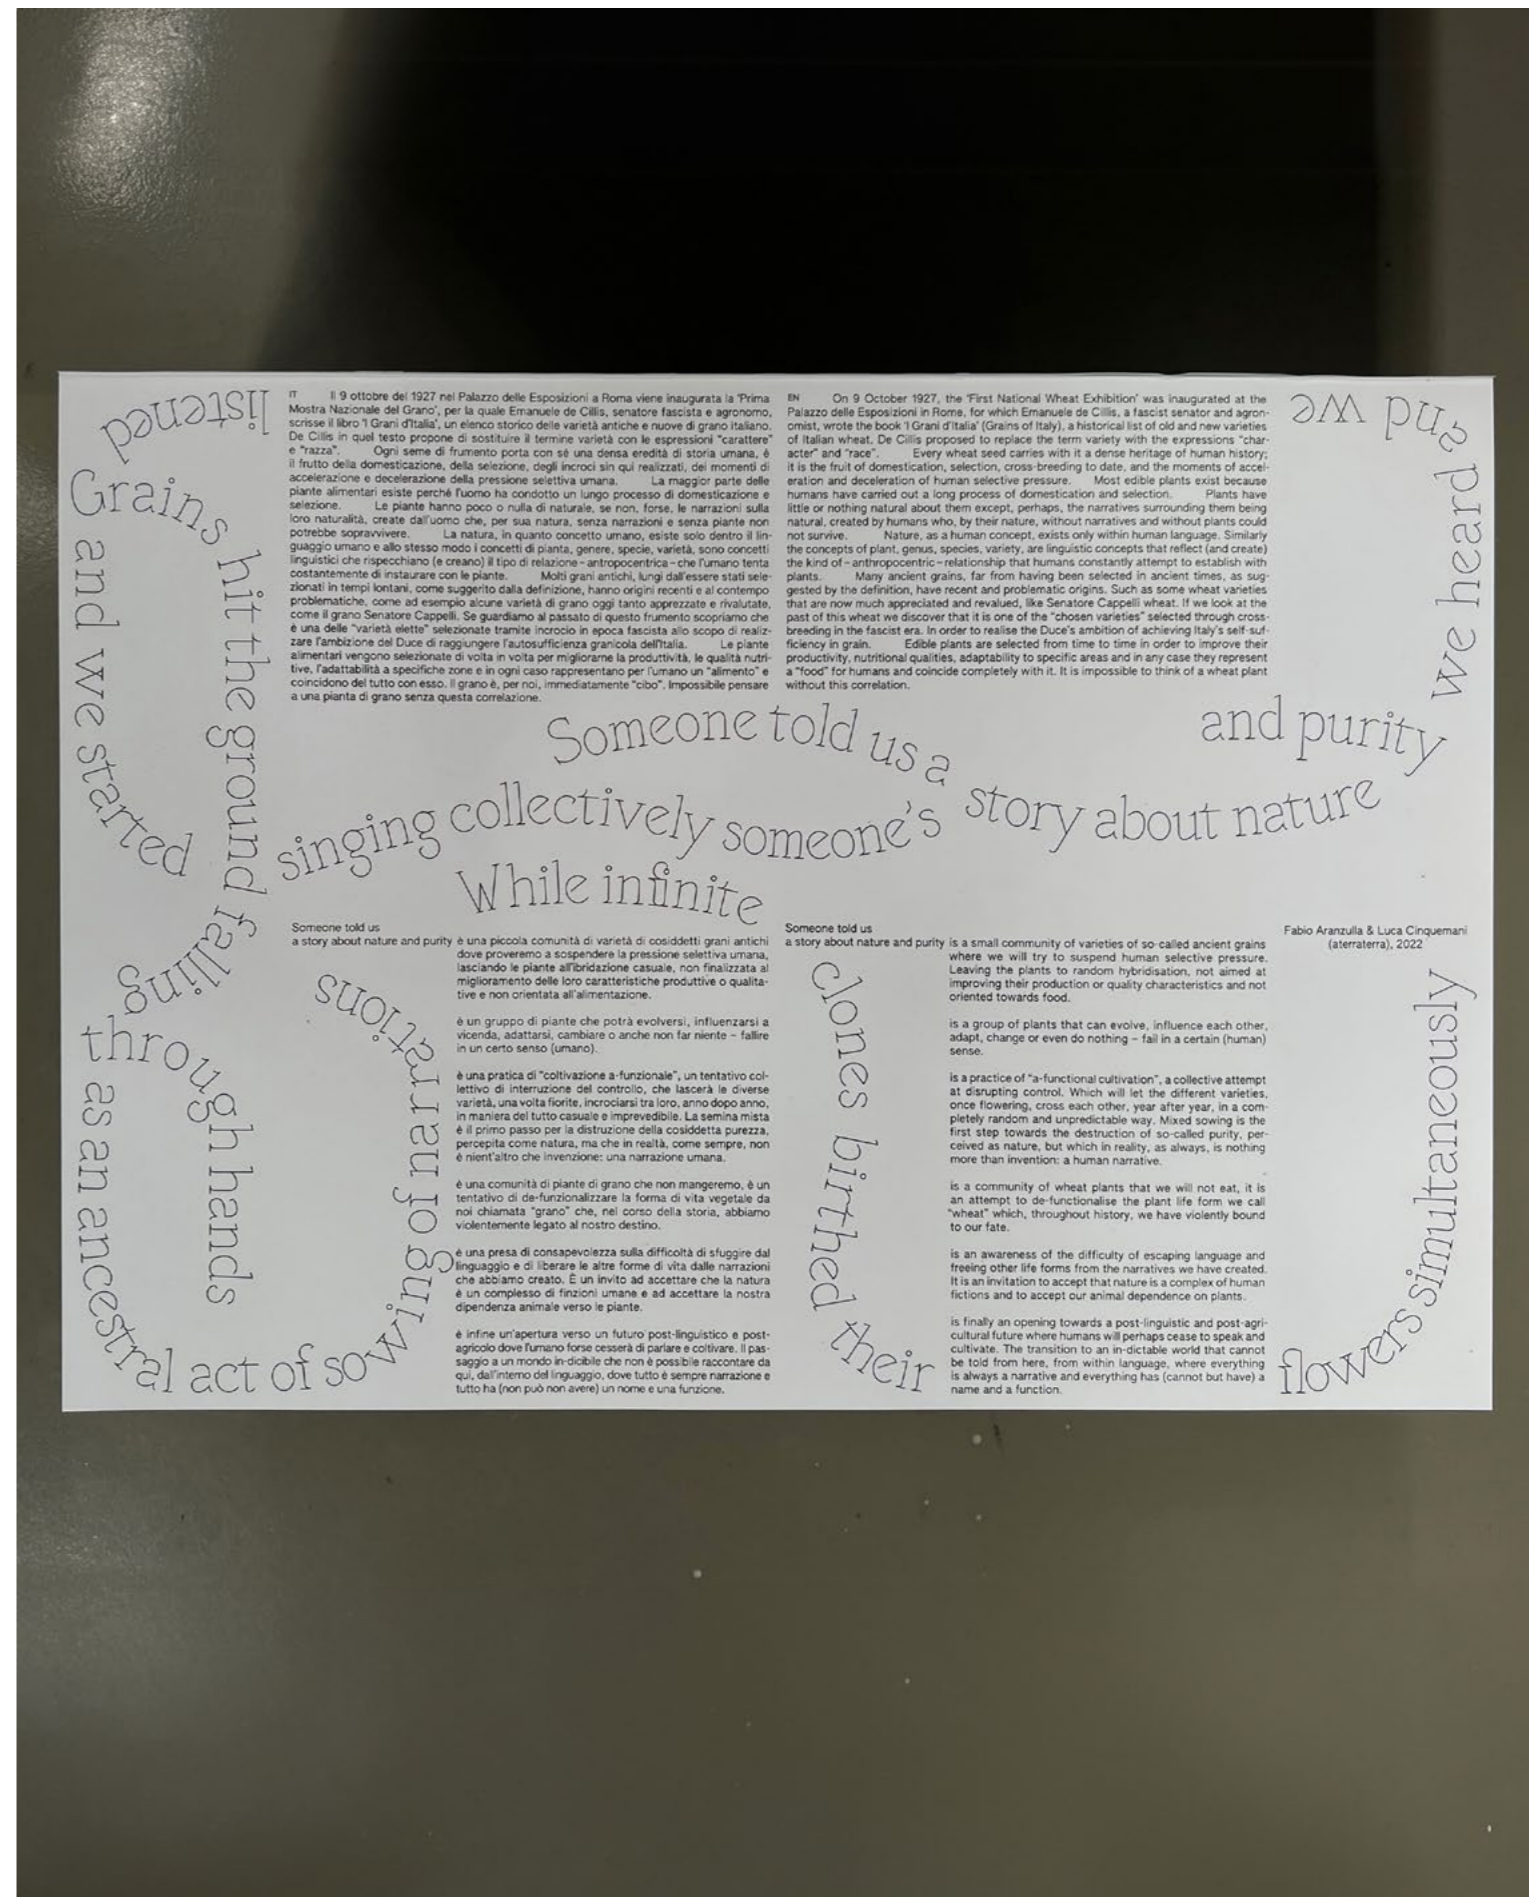 Someone told us a
story about nature
and purity
we heard
and we
listened
Grains hit the ground falling
through hands
as an ancestral act of sowing of narrations
and we started
singing collectively someone's
While infinite
clones birthed their
flowers simultaneously
IT Il 9 ottobre del 1927 nel Palazzo delle Esposizioni a Roma viene inaugurata la 'Prima
Mostra Nazionale del Grano', per la quale Emanuele de Cillis, senatore fascista e agronomo,
scrisse il libro 'I Grani d'Italia', un elenco storico delle varietà antiche e nuove di grano italiano.
De Cillis in quel testo propone di sostituire il termine varietà con le espressioni "carattere"
e "razza". Ogni seme di frumento porta con sé una densa eredità di storia umana, è
il frutto della domesticazione, della selezione, degli incroci sin qui realizzati, dei momenti di
accelerazione e decelerazione della pressione selettiva umana. La maggior parte delle
piante alimentari esiste perché l'uomo ha condotto un lungo processo di domesticazione e
selezione. Le piante hanno poco o nulla di naturale, se non, forse, le narrazioni sulla
loro naturalità, create dall'uomo che, per sua natura, senza narrazioni e senza piante non
potrebbe sopravvivere. La natura, in quanto concetto umano, esiste solo dentro il lin-
guaggio umano e allo stesso modo i concetti di pianta, genere, specie, varietà, sono concetti
linguistici che rispecchiano (e creano) il tipo di relazione – antropocentrica – che l'umano tenta
costantemente di instaurare con le piante. Molti grani antichi, lungi dall'essere stati sele-
zionati in tempi lontani, come suggerito dalla definizione, hanno origini recenti e al contempo
problematiche, come ad esempio alcune varietà di grano oggi tanto apprezzate e rivalutate,
come il grano Senatore Cappelli. Se guardiamo al passato di questo frumento scopriamo che
è una delle "varietà elette" selezionate tramite incrocio in epoca fascista allo scopo di realiz-
zare l'ambizione del Duce di raggiungere l'autosufficienza granicola dell'Italia. Le piante
alimentari vengono selezionate di volta in volta per migliorarne la produttività, le qualità nutri-
tive, l'adattabilità a specifiche zone e in ogni caso rappresentano per l'umano un "alimento" e
coincidono del tutto con esso. Il grano è, per noi, immediatamente "cibo". Impossibile pensare
a una pianta di grano senza questa correlazione.
EN On 9 October 1927, the 'First National Wheat Exhibition' was inaugurated at the
Palazzo delle Esposizioni in Rome, for which Emanuele de Cillis, a fascist senator and agron-
omist, wrote the book 'I Grani d'Italia' (Grains of Italy), a historical list of old and new varieties
of Italian wheat. De Cillis proposed to replace the term variety with the expressions "char-
acter" and "race". Every wheat seed carries with it a dense heritage of human history;
it is the fruit of domestication, selection, cross-breeding to date, and the moments of accel-
eration and deceleration of human selective pressure. Most edible plants exist because
humans have carried out a long process of domestication and selection. Plants have
little or nothing natural about them except, perhaps, the narratives surrounding them being
natural, created by humans who, by their nature, without narratives and without plants could
not survive. Nature, as a human concept, exists only within human language. Similarly
the concepts of plant, genus, species, variety, are linguistic concepts that reflect (and create)
the kind of – anthropocentric – relationship that humans constantly attempt to establish with
plants. Many ancient grains, far from having been selected in ancient times, as sug-
gested by the definition, have recent and problematic origins. Such as some wheat varieties
that are now much appreciated and revalued, like Senatore Cappelli wheat. If we look at the
past of this wheat we discover that it is one of the "chosen varieties" selected through cross-
breeding in the fascist era. In order to realise the Duce's ambition of achieving Italy's self-suf-
ficiency in grain. Edible plants are selected from time to time in order to improve their
productivity, nutritional qualities, adaptability to specific areas and in any case they represent
a "food" for humans and coincide completely with it. It is impossible to think of a wheat plant
without this correlation.
Someone told us
a story about nature and purity è una piccola comunità di varietà di cosiddetti grani antichi
dove proveremo a sospendere la pressione selettiva umana,
lasciando le piante all'ibridazione casuale, non finalizzata al
miglioramento delle loro caratteristiche produttive o qualita-
tive e non orientata all'alimentazione.
è un gruppo di piante che potrà evolversi, influenzarsi a
vicenda, adattarsi, cambiare o anche non far niente – fallire
in un certo senso (umano).
è una pratica di "coltivazione a-funzionale", un tentativo col-
lettivo di interruzione del controllo, che lascerà le diverse
varietà, una volta fiorite, incrociarsi tra loro, anno dopo anno,
in maniera del tutto casuale e imprevedibile. La semina mista
è il primo passo per la distruzione della cosiddetta purezza,
percepita come natura, ma che in realtà, come sempre, non
è nient'altro che invenzione: una narrazione umana.
è una comunità di piante di grano che non mangeremo, è un
tentativo di de-funzionalizzare la forma di vita vegetale da
noi chiamata "grano" che, nel corso della storia, abbiamo
violentemente legato al nostro destino.
è una presa di consapevolezza sulla difficoltà di sfuggire dal
linguaggio e di liberare le altre forme di vita dalle narrazioni
che abbiamo creato. È un invito ad accettare che la natura
è un complesso di finzioni umane e ad accettare la nostra
dipendenza animale verso le piante.
è infine un'apertura verso un futuro post-linguistico e post-
agricolo dove l'umano forse cesserà di parlare e coltivare. Il pas-
saggio a un mondo in-dicibile che non è possibile raccontare da
qui, dall'interno del linguaggio, dove tutto è sempre narrazione e
tutto ha (non può non avere) un nome e una funzione.
Someone told us
a story about nature and purity is a small community of varieties of so-called ancient grains
where we will try to suspend human selective pressure.
Leaving the plants to random hybridisation, not aimed at
improving their production or quality characteristics and not
oriented towards food.
is a group of plants that can evolve, influence each other,
adapt, change or even do nothing – fail in a certain (human)
sense.
is a practice of "a-functional cultivation", a collective attempt
at disrupting control. Which will let the different varieties,
once flowering, cross each other, year after year, in a com-
pletely random and unpredictable way. Mixed sowing is the
first step towards the destruction of so-called purity, per-
ceived as nature, but which in reality, as always, is nothing
more than invention: a human narrative.
is a community of wheat plants that we will not eat, it is
an attempt to de-functionalise the plant life form we call
"wheat" which, throughout history, we have violently bound
to our fate.
is an awareness of the difficulty of escaping language and
freeing other life forms from the narratives we have created.
It is an invitation to accept that nature is a complex of human
fictions and to accept our animal dependence on plants.
is finally an opening towards a post-linguistic and post-agri-
cultural future where humans will perhaps cease to speak and
cultivate. The transition to an in-dictable world that cannot
be told from here, from within language, where everything
is always a narrative and everything has (cannot but have) a
name and a function.
Fabio Aranzulla & Luca Cinquemani
(aterraterra), 2022